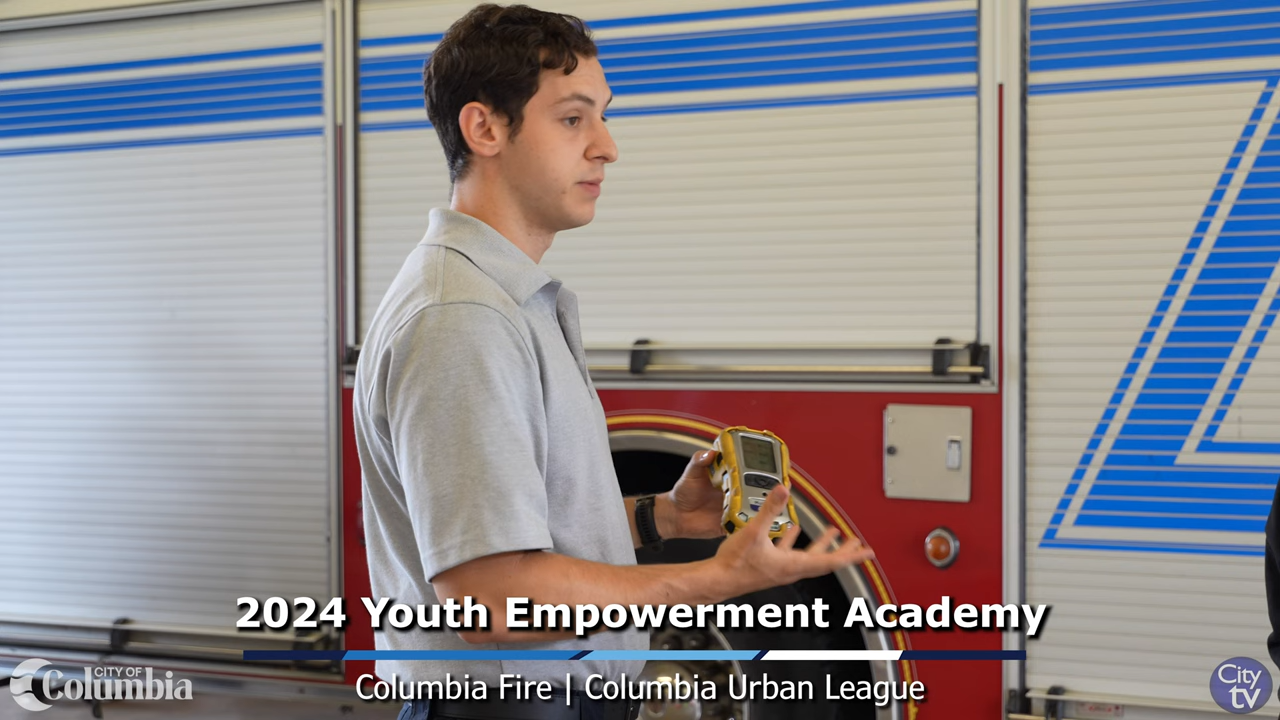 2024 Youth Empowerment Academy
Columbia Fire | Columbia Urban League
CITY OF
Columbia
City
tv